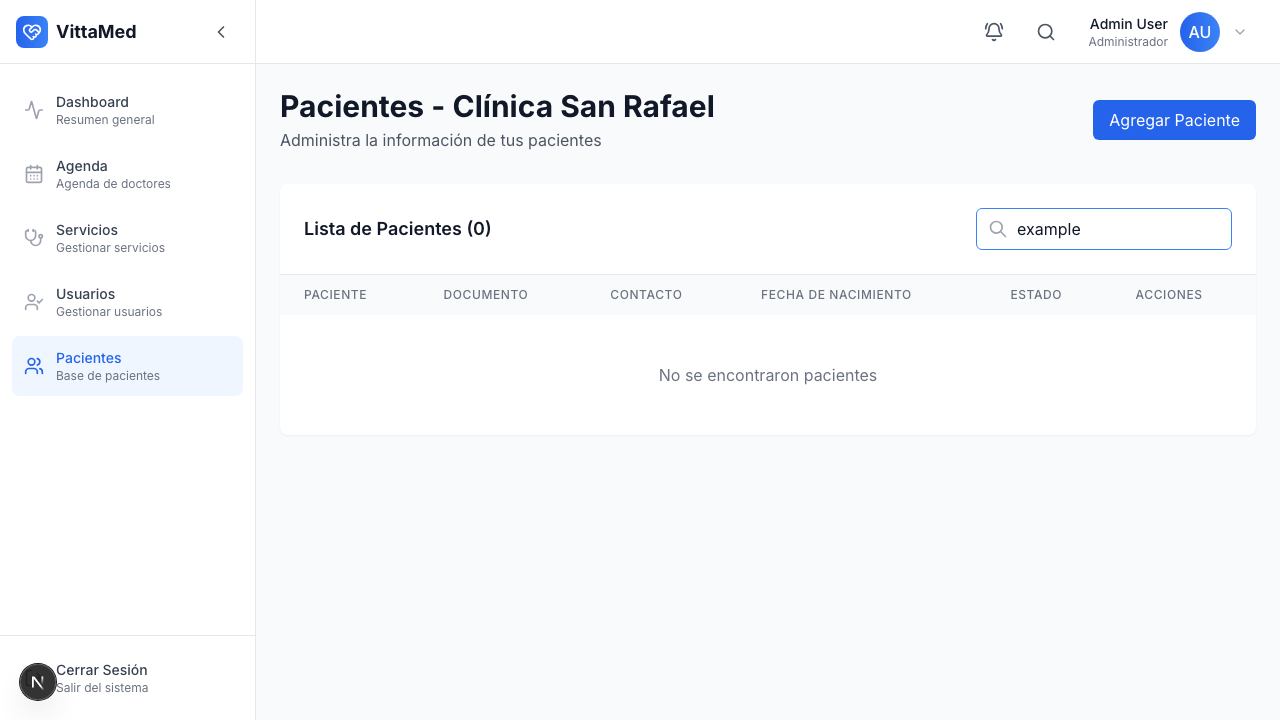 VittaMed
Admin User
Administrador
AU
Dashboard
Resumen general
Agenda
Agenda de doctores
Servicios
Gestionar servicios
Usuarios
Gestionar usuarios
Pacientes
Base de pacientes
Cerrar Sesión
Salir del sistema
N
Pacientes - Clínica San Rafael
Administra la información de tus pacientes
Agregar Paciente
Lista de Pacientes (0)
example
PACIENTE DOCUMENTO CONTACTO FECHA DE NACIMIENTO ESTADO ACCIONES
No se encontraron pacientes